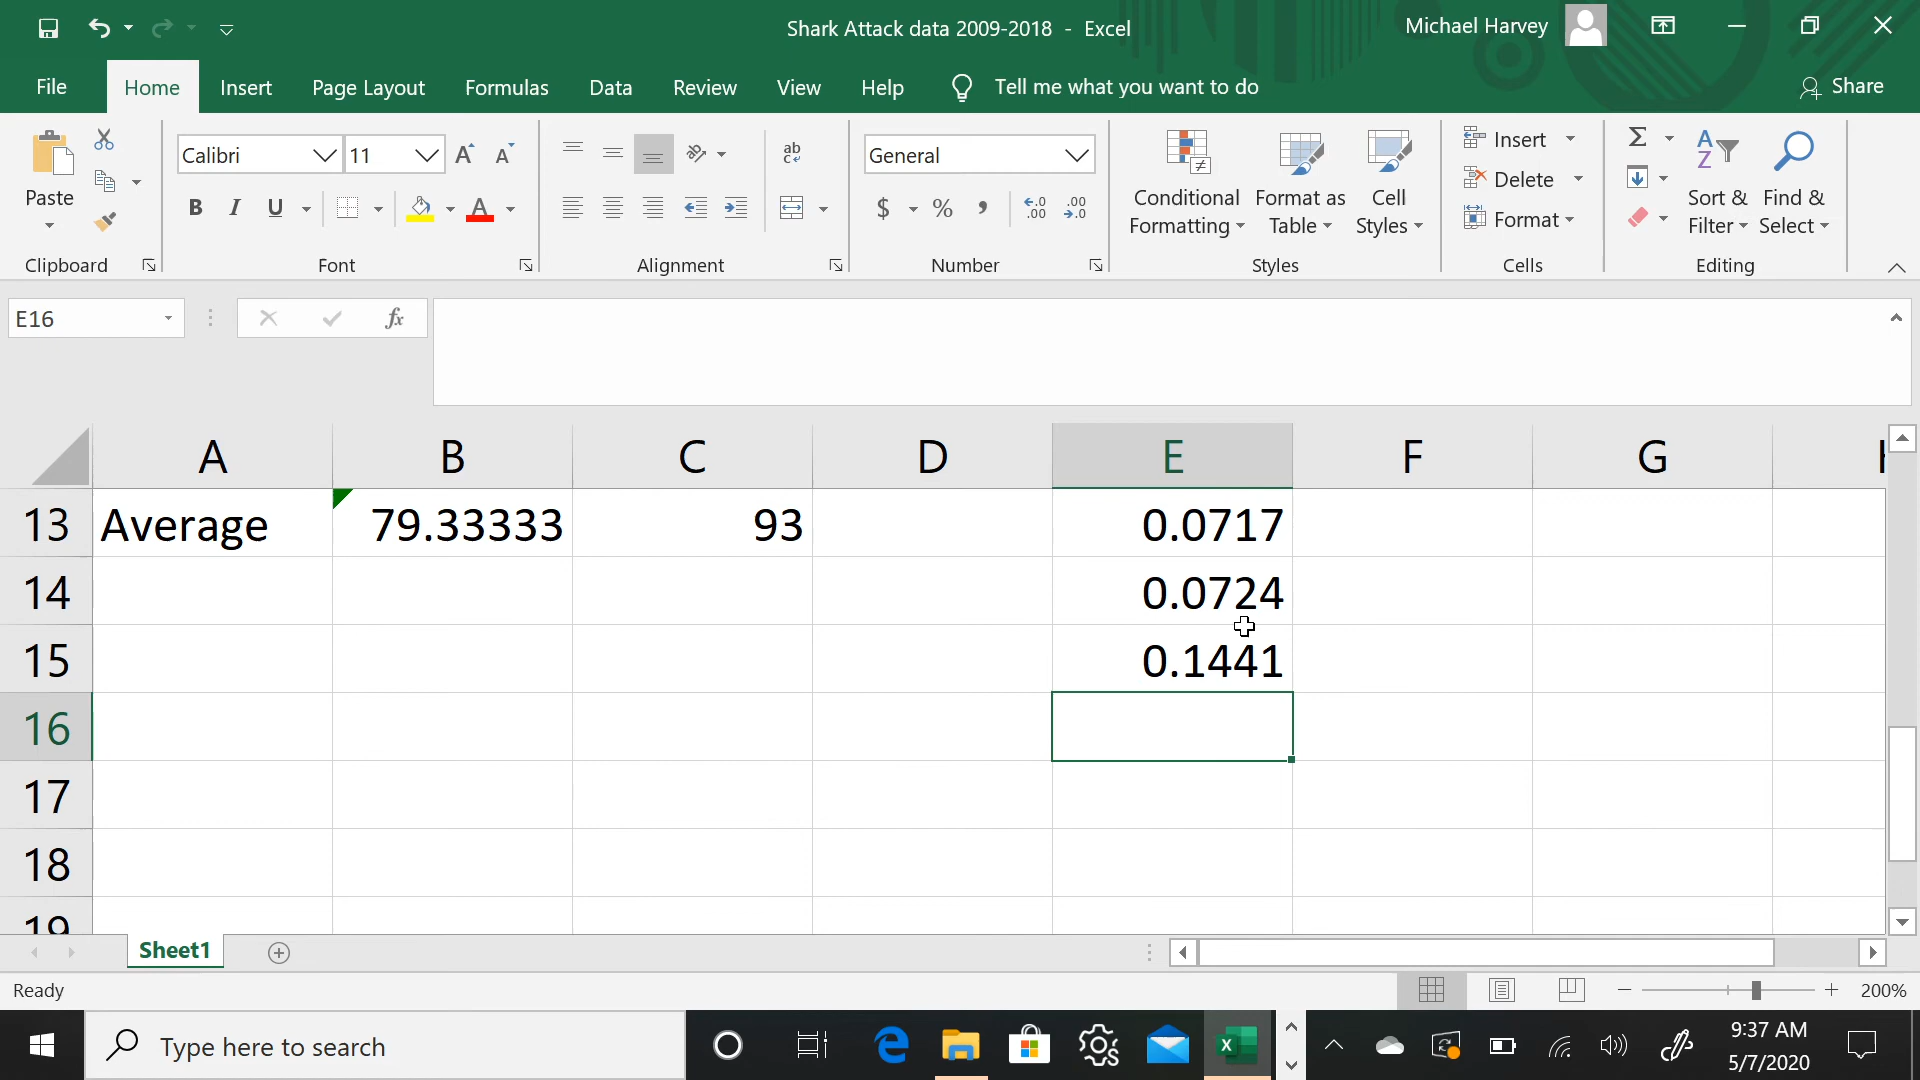 Shark Attack data 2009-2018 - Excel
Michael Harvey
File Home Insert Page Layout Formulas Data Review View Help Tell me what you want to do Share
Paste
Clipboard
Calibri 11
B I U
Font
ab
Alignment
General
$ % ,
Number
Conditional Formatting
Format as Table
Cell Styles
Styles
Insert
Delete
Format
Cells
Sort & Filter
Find & Select
Editing
E16
fx
A B C D E F G
13 Average 79.33333 93 0.0717
14 0.0724
15 0.1441
16
17
18
19
Sheet1
Ready
200%
Type here to search
9:37 AM
5/7/2020